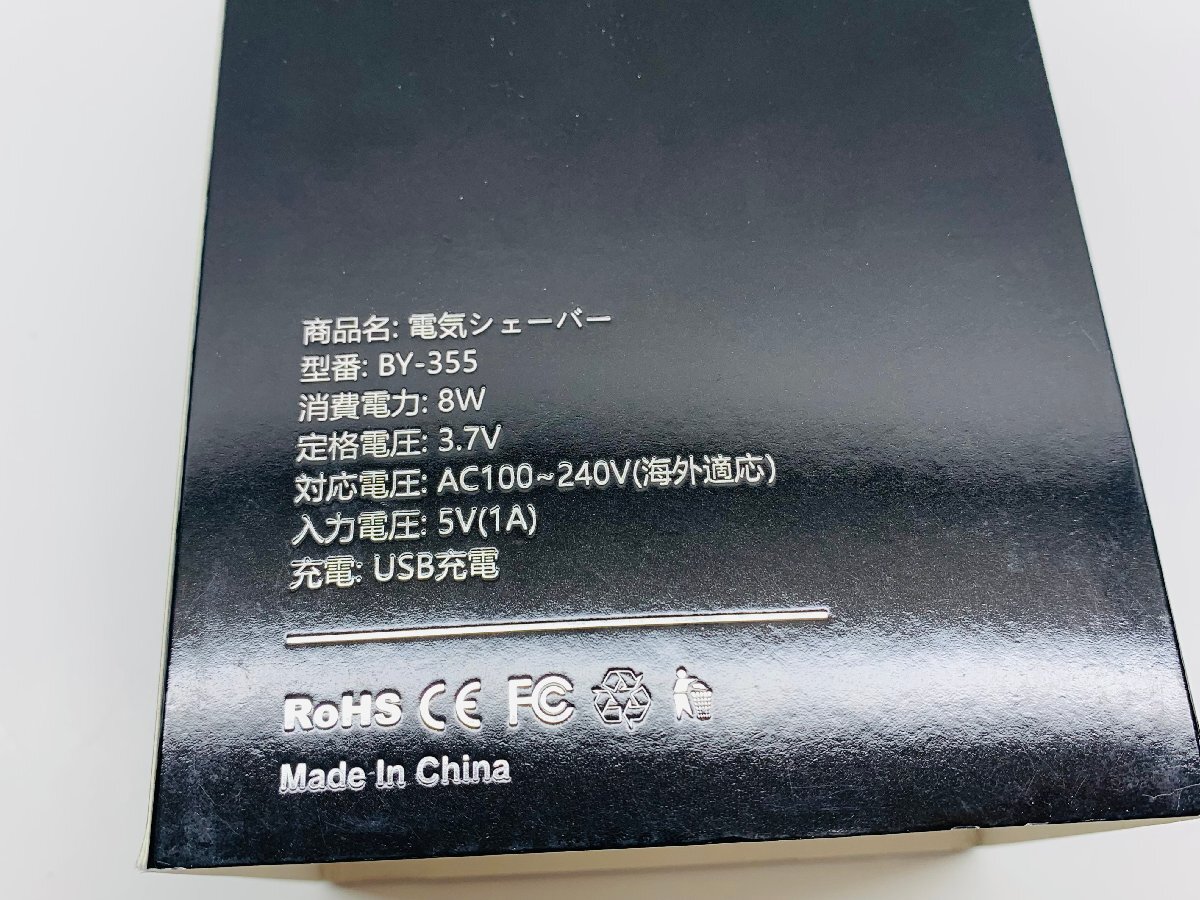 商品名: 電気シェーバー
型番: BY-355
消費電力: 8W
定格電圧: 3.7V
対応電圧: AC100~240V(海外適応)
入力電圧: 5V(1A)
充電: USB充電
RoHS CE FC
Made In China